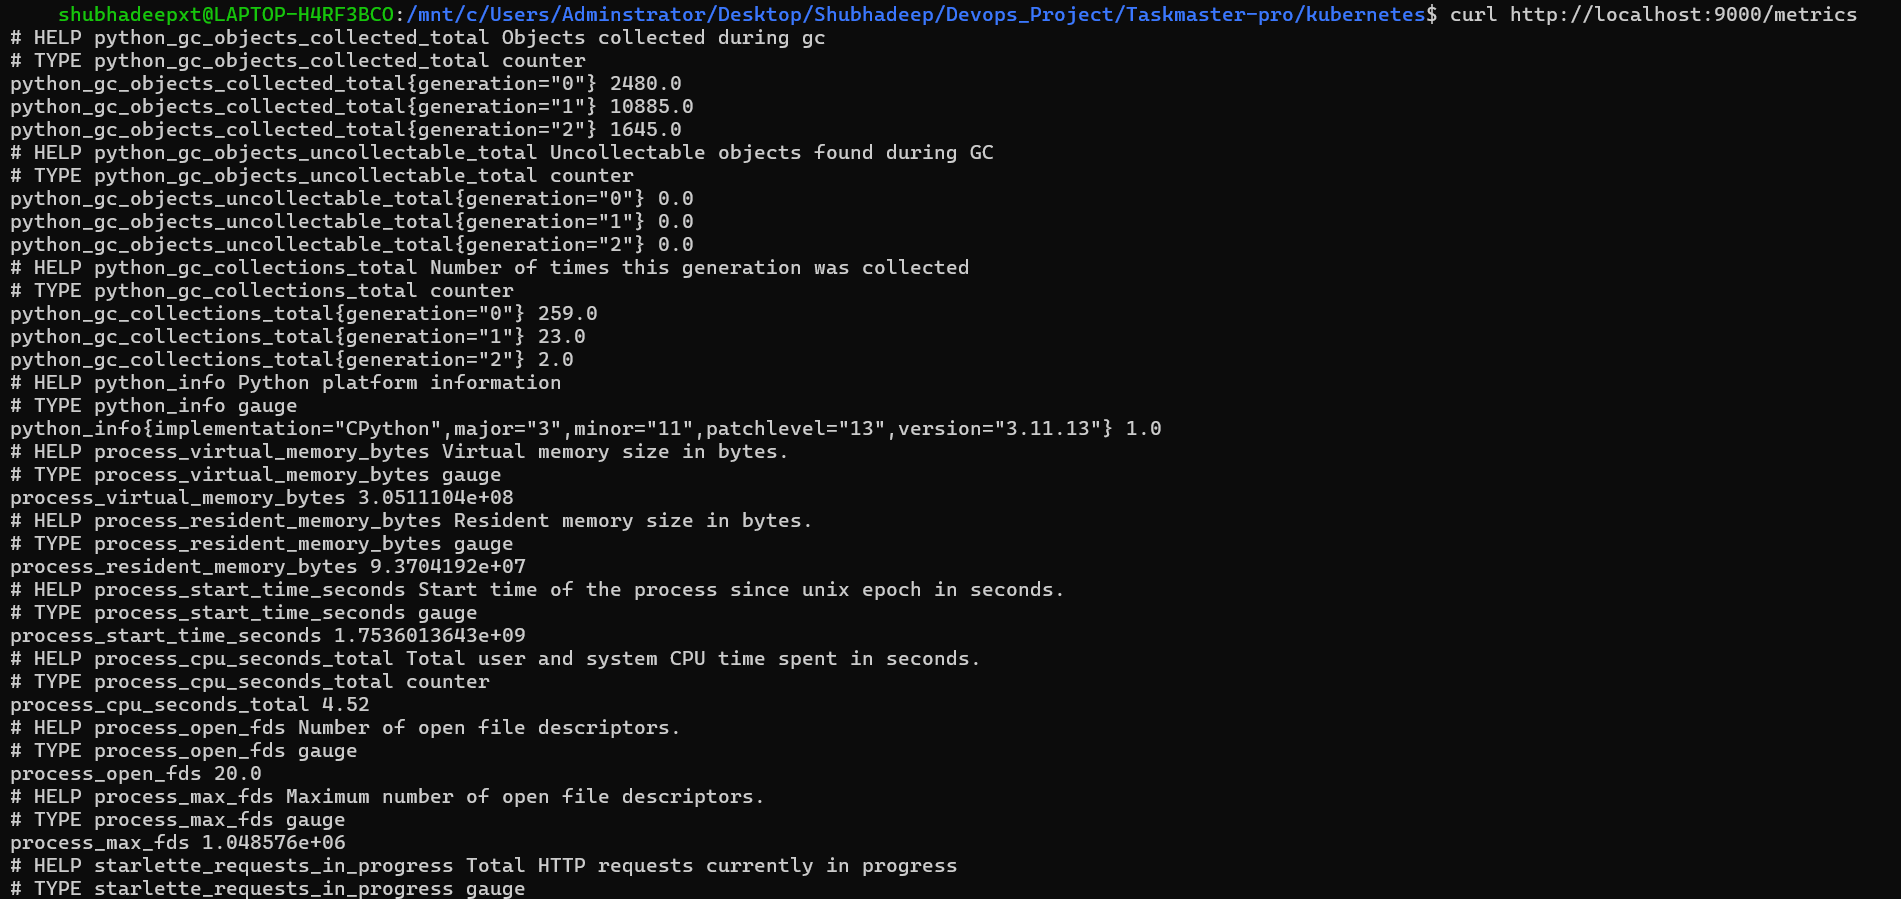 shubhadeepxt@LAPTOP-H4RF3BCO:/mnt/c/Users/Adminstrator/Desktop/Shubhadeep/Devops_Project/Taskmaster-pro/kubernetes$ curl http://localhost:9000/metrics
# HELP python_gc_objects_collected_total Objects collected during gc
# TYPE python_gc_objects_collected_total counter
python_gc_objects_collected_total{generation="0"} 2480.0
python_gc_objects_collected_total{generation="1"} 10885.0
python_gc_objects_collected_total{generation="2"} 1645.0
# HELP python_gc_objects_uncollectable_total Uncollectable objects found during GC
# TYPE python_gc_objects_uncollectable_total counter
python_gc_objects_uncollectable_total{generation="0"} 0.0
python_gc_objects_uncollectable_total{generation="1"} 0.0
python_gc_objects_uncollectable_total{generation="2"} 0.0
# HELP python_gc_collections_total Number of times this generation was collected
# TYPE python_gc_collections_total counter
python_gc_collections_total{generation="0"} 259.0
python_gc_collections_total{generation="1"} 23.0
python_gc_collections_total{generation="2"} 2.0
# HELP python_info Python platform information
# TYPE python_info gauge
python_info{implementation="CPython",major="3",minor="11",patchlevel="13",version="3.11.13"} 1.0
# HELP process_virtual_memory_bytes Virtual memory size in bytes.
# TYPE process_virtual_memory_bytes gauge
process_virtual_memory_bytes 3.0511104e+08
# HELP process_resident_memory_bytes Resident memory size in bytes.
# TYPE process_resident_memory_bytes gauge
process_resident_memory_bytes 9.3704192e+07
# HELP process_start_time_seconds Start time of the process since unix epoch in seconds.
# TYPE process_start_time_seconds gauge
process_start_time_seconds 1.7536013643e+09
# HELP process_cpu_seconds_total Total user and system CPU time spent in seconds.
# TYPE process_cpu_seconds_total counter
process_cpu_seconds_total 4.52
# HELP process_open_fds Number of open file descriptors.
# TYPE process_open_fds gauge
process_open_fds 20.0
# HELP process_max_fds Maximum number of open file descriptors.
# TYPE process_max_fds gauge
process_max_fds 1.048576e+06
# HELP starlette_requests_in_progress Total HTTP requests currently in progress
# TYPE starlette_requests_in_progress gauge